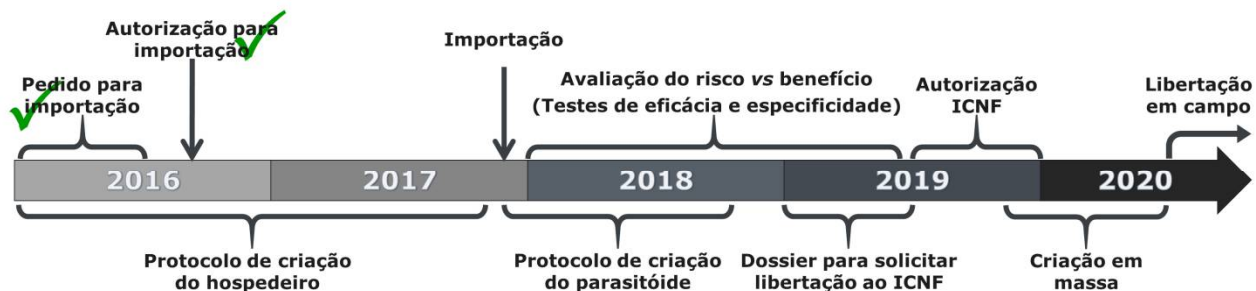 Autorização para
importação
Importação
Pedido para
importação
Avaliação do risco vs benefício
(Testes de eficácia e especificidade)
Autorização
ICNF
Libertação
em campo
2016
2017
2018
2019
2020
Protocolo de criação
do hospedeiro
Protocolo de criação
do parasitóide
Dossier para solicitar
libertação ao ICNF
Criação em
massa